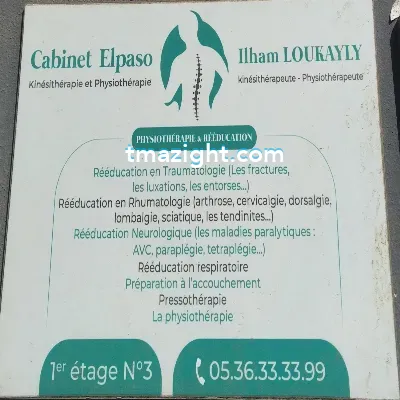 Cabinet Elpaso
Kinésithérapie et Physiothérapie
Ilham LOUKAYLY
kinésithérapeute - Physiothérapeute
PHYSIOTHÉRAPIE & RÉÉDUCATION
tmazight.com
Rééducation en Traumatologie (Les fractures,
les luxations, les entorses...)
Rééducation en Rhumatologie (arthrose, cervicalgie, dorsalgie,
lombalgie, sciatique, les tendinites...)
Rééducation Neurologique (les maladies paralytiques :
AVC, paraplégie, tetraplégie...)
Rééducation respiratoire
Préparation à l'accouchement
Pressothérapie
La physiothérapie
1er étage N°3
05.36.33.33.99